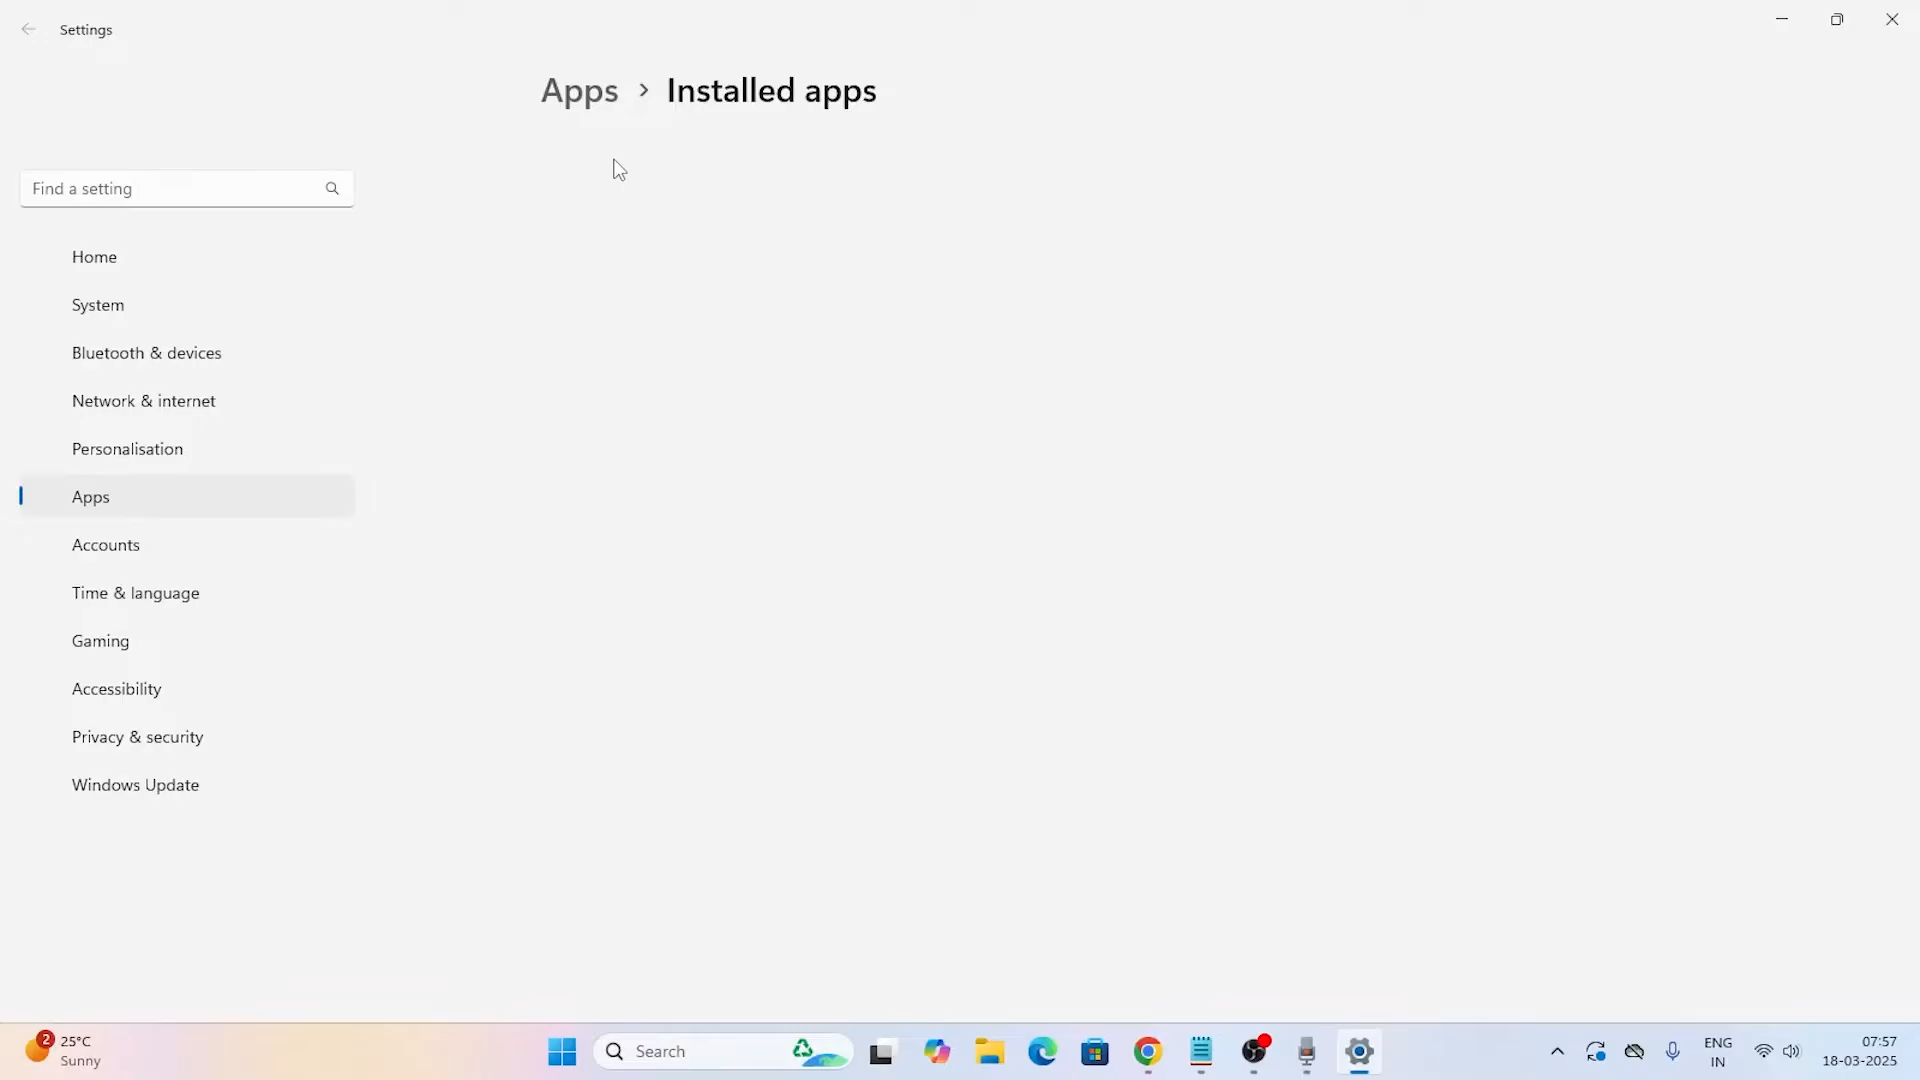 Settings
Apps > Installed apps
Find a setting
Home
System
Bluetooth & devices
Network & internet
Personalisation
Apps
Accounts
Time & language
Gaming
Accessibility
Privacy & security
Windows Update
2
25°C
Sunny
Search
ENG
IN
07:57
18-03-2025